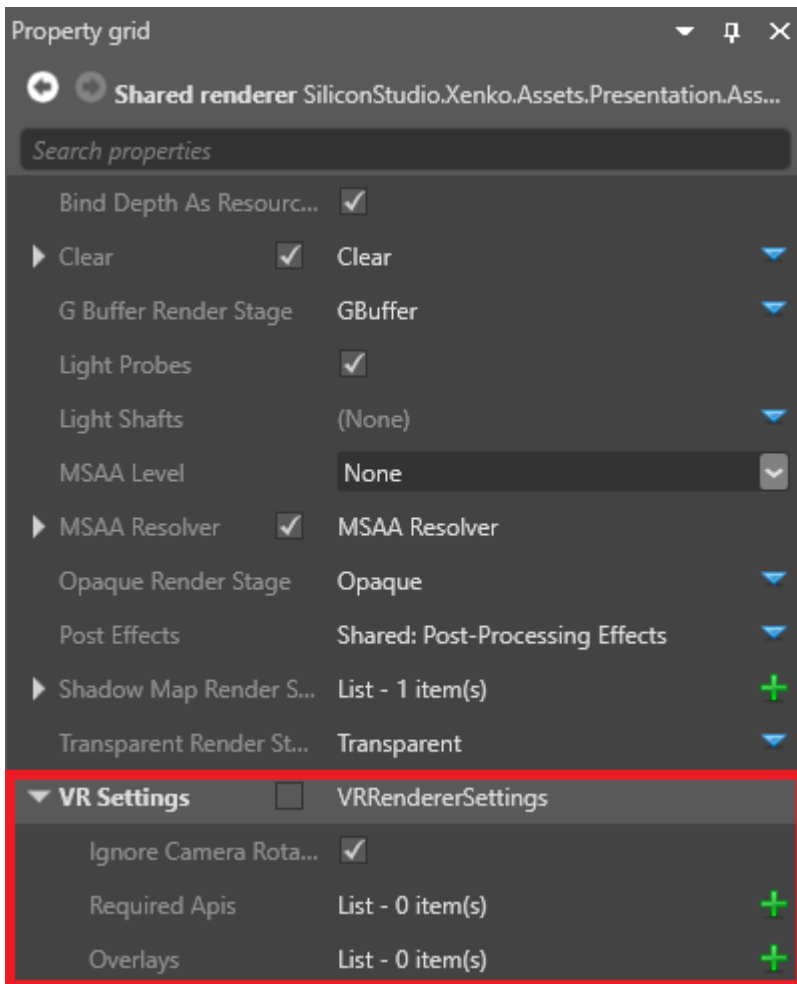 Property grid
Shared renderer SiliconStudio.Xenko.Assets.Presentation.Ass...
Search properties
Bind Depth As Resourc...
Clear Clear
G Buffer Render Stage GBuffer
Light Probes
Light Shafts (None)
MSAA Level None
MSAA Resolver MSAA Resolver
Opaque Render Stage Opaque
Post Effects Shared: Post-Processing Effects
Shadow Map Render S... List - 1 item(s)
Transparent Render St... Transparent
VR Settings VRRendererSettings
Ignore Camera Rota...
Required Apis List - 0 item(s)
Overlays List - 0 item(s)